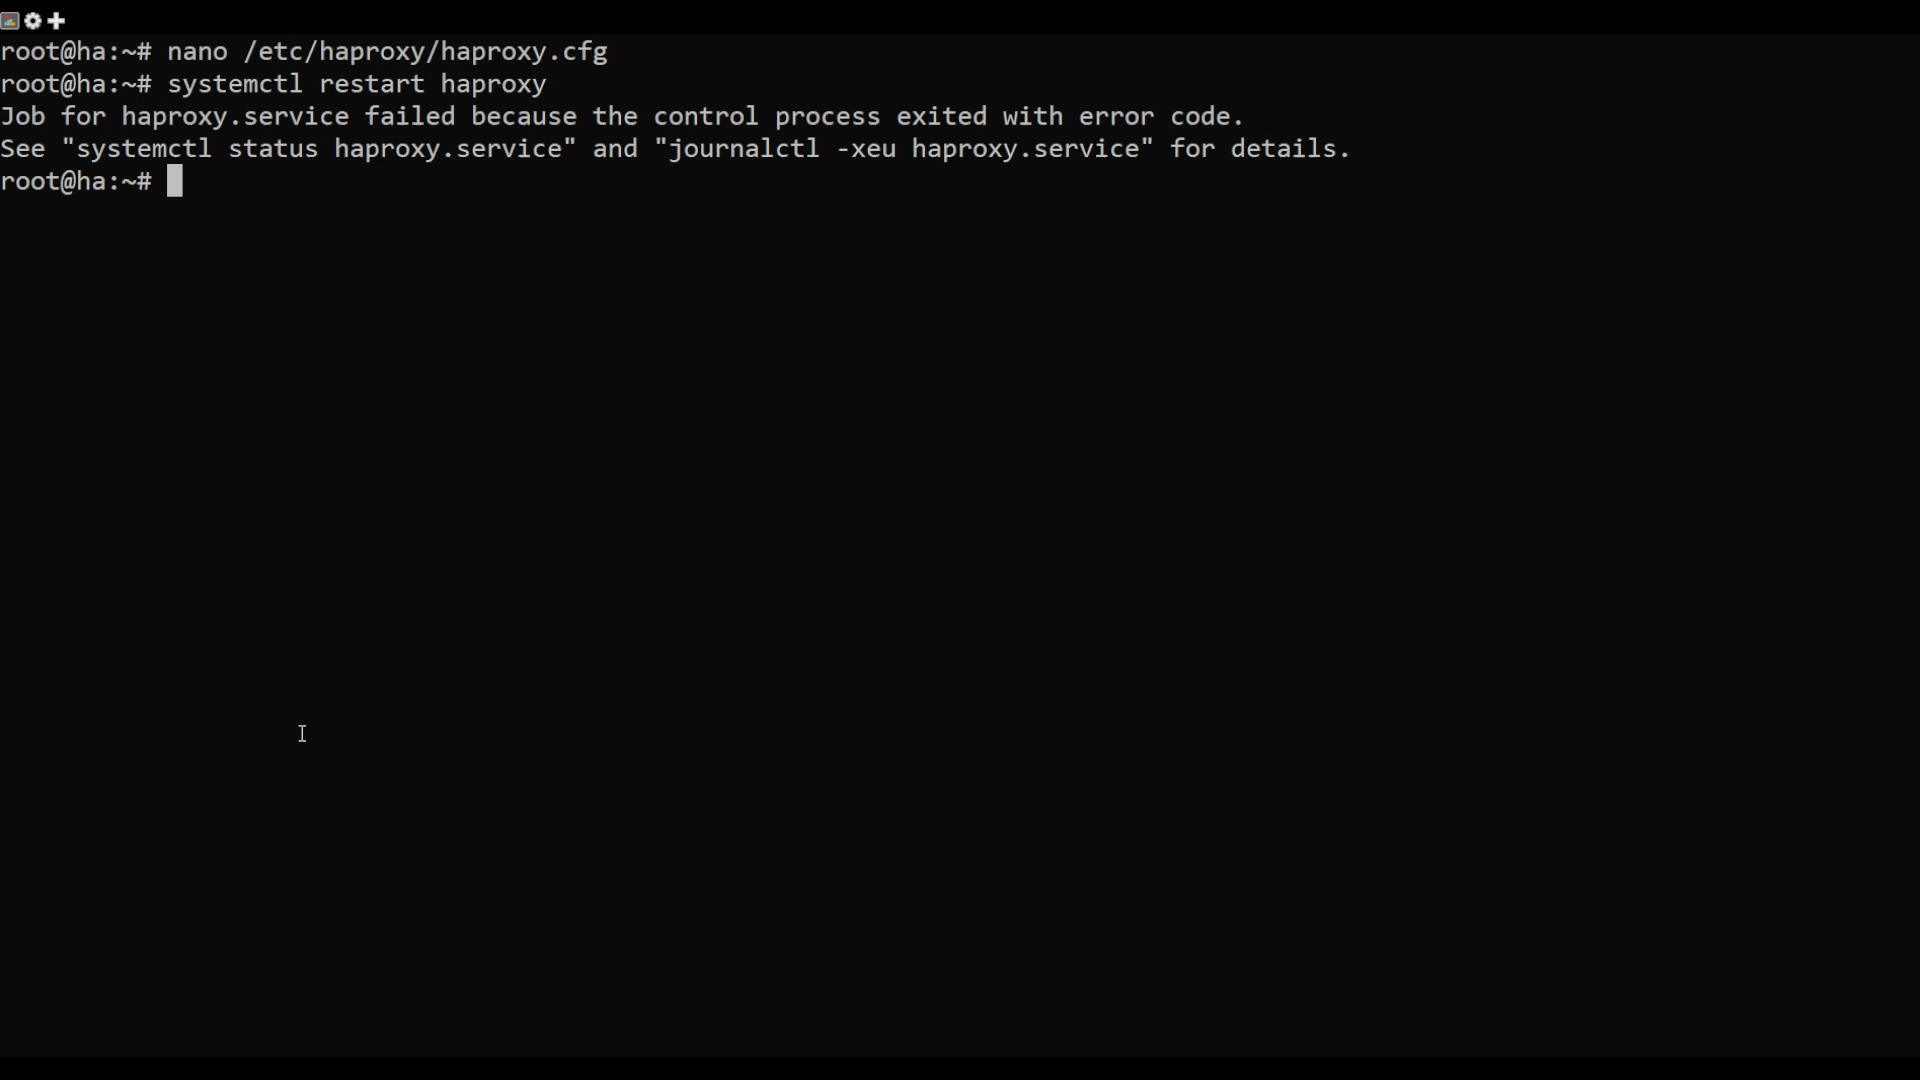 root@ha:~# nano /etc/haproxy/haproxy.cfg
root@ha:~# systemctl restart haproxy
Job for haproxy.service failed because the control process exited with error code.
See "systemctl status haproxy.service" and "journalctl -xeu haproxy.service" for details.
root@ha:~#